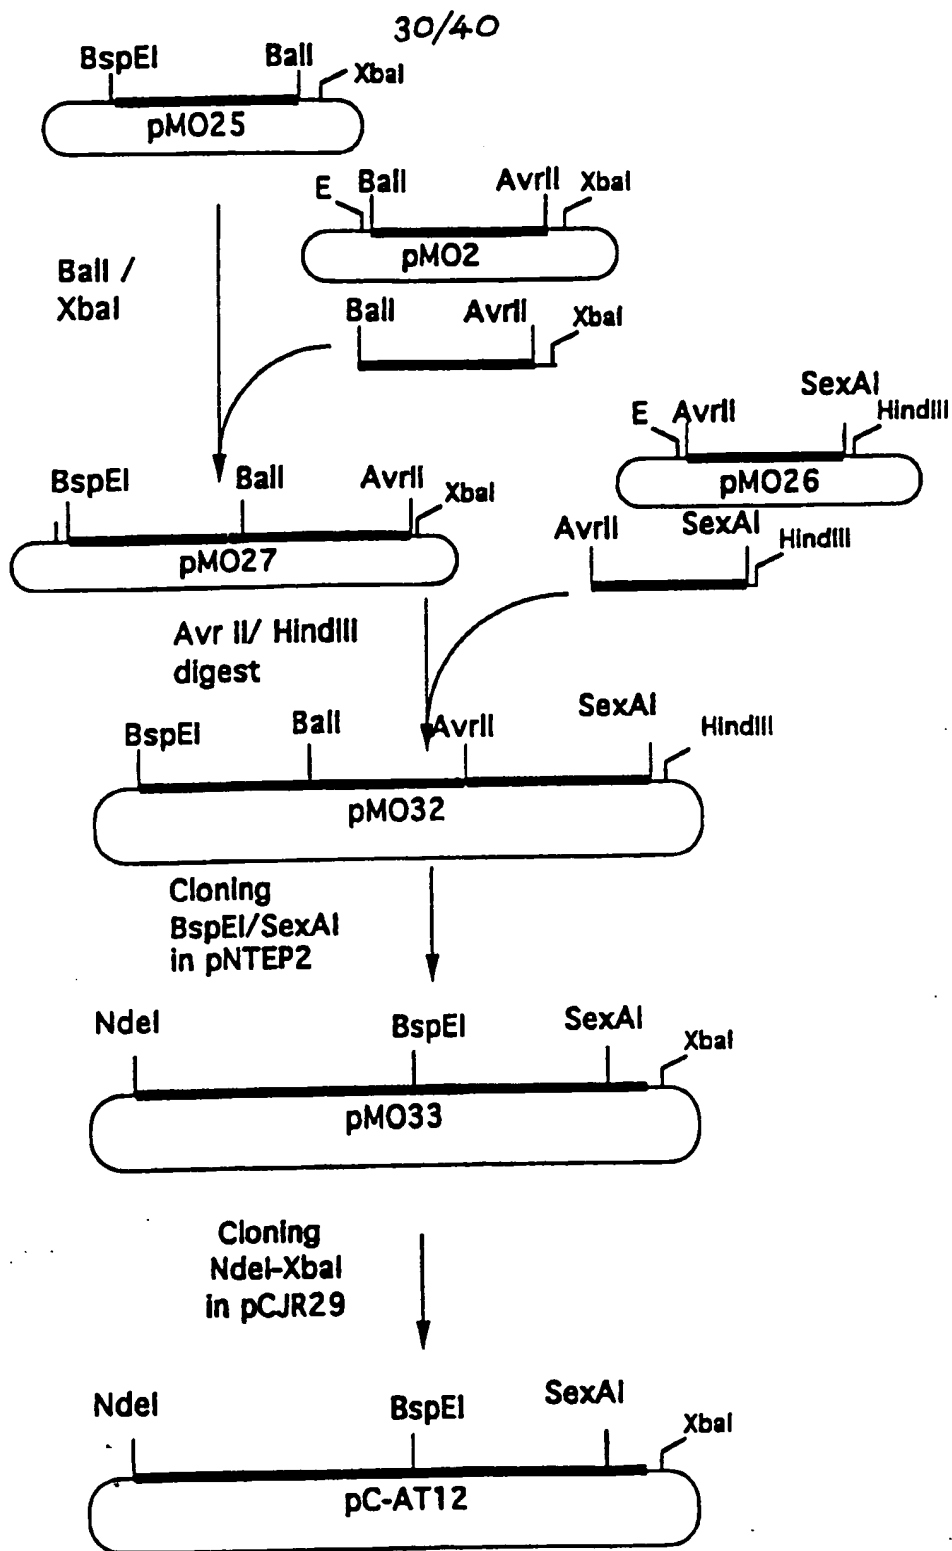 30/40
BspEI
BalI
XbaI
pMO25
E
BalI
AvrII
XbaI
pMO2
BalI /
XbaI
BalI
AvrII
XbaI
SexAI
E
AvrII
HindIII
pMO26
BspEI
BalI
AvrII
XbaI
pMO27
AvrII
SexAI
HindIII
Avr II/ HindIII
digest
BspEI
BalI
AvrII
SexAI
HindIII
pMO32
Cloning
BspEI/SexAI
in pNTEP2
NdeI
BspEI
SexAI
XbaI
pMO33
Cloning
NdeI-XbaI
in pCJR29
NdeI
BspEI
SexAI
XbaI
pC-AT12